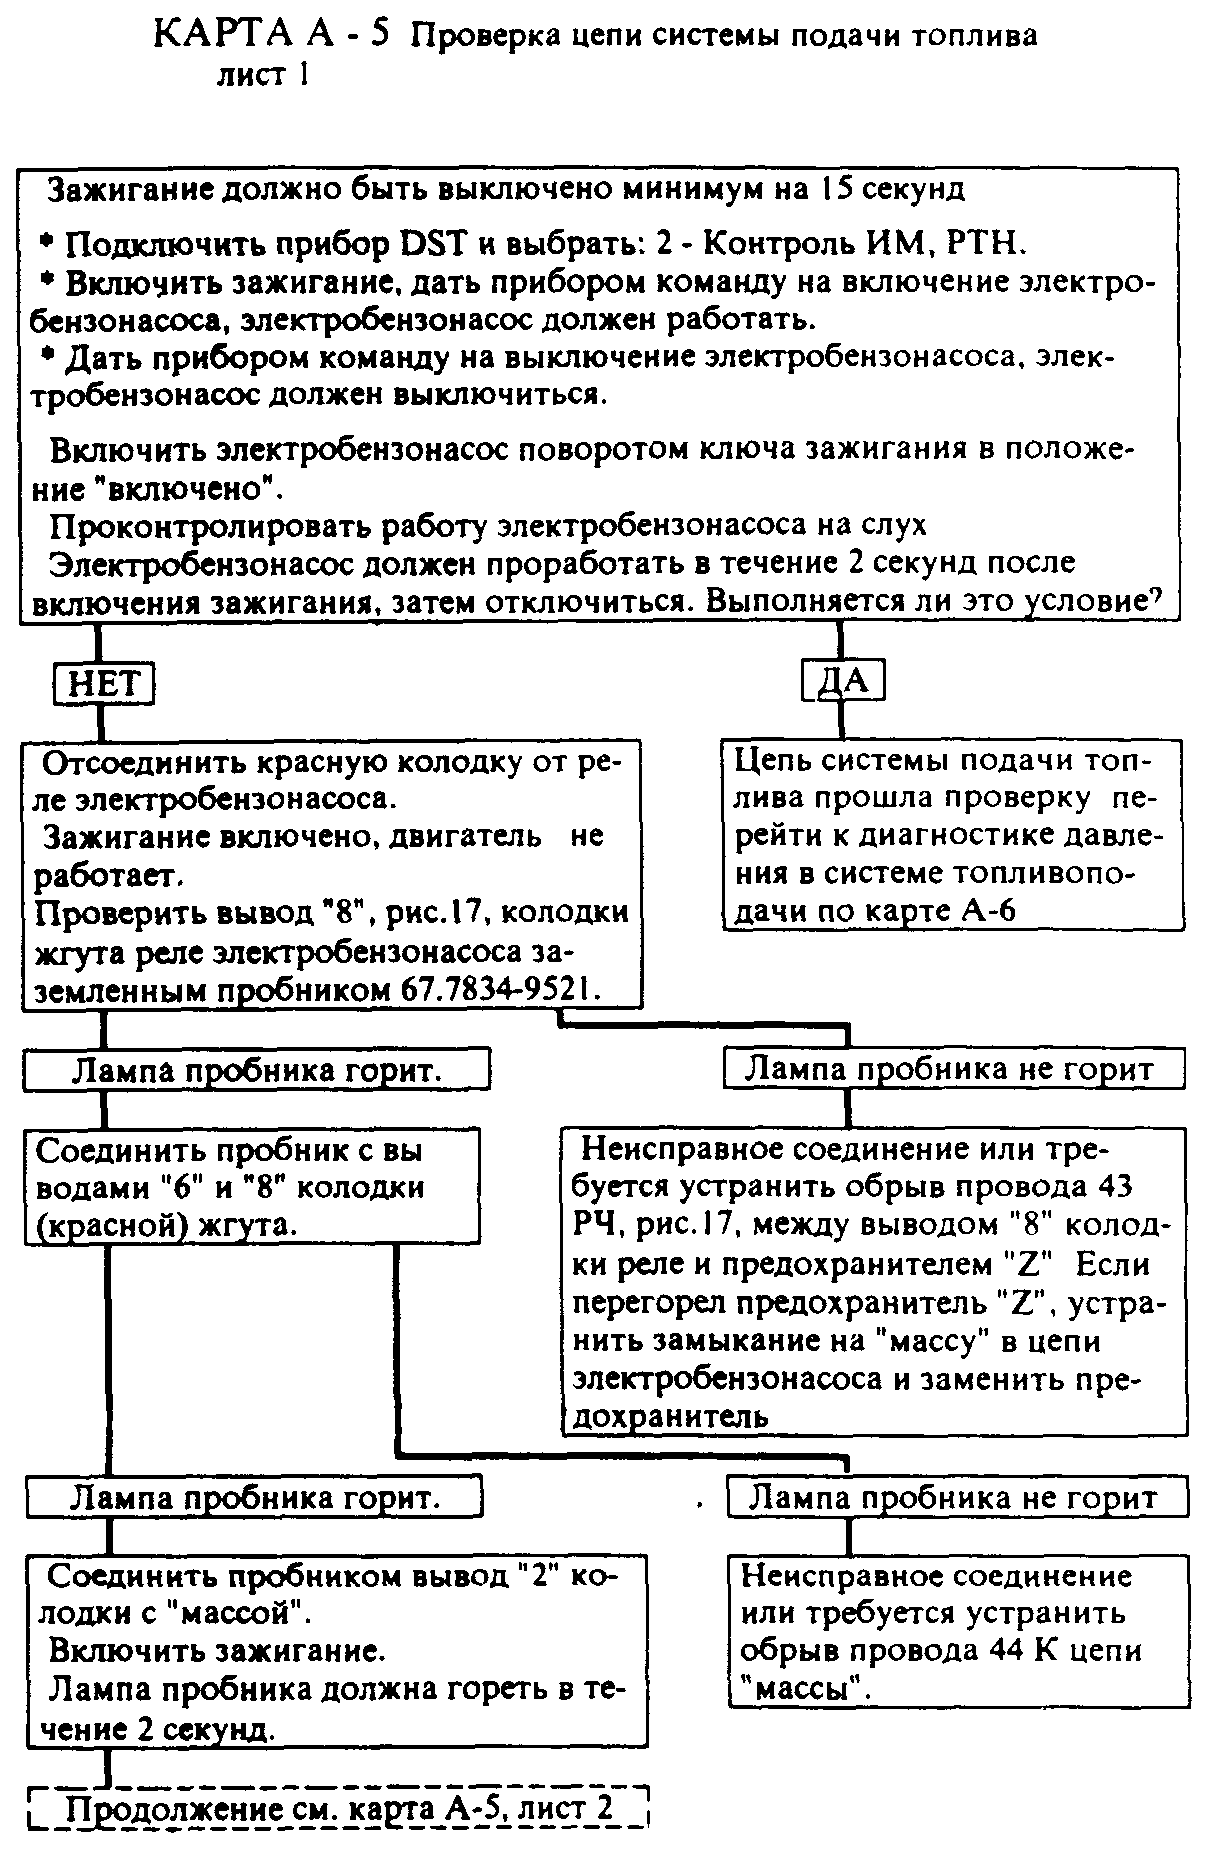 КАРТА А - 5 Проверка цепи системы подачи топлива
лист 1
Зажигание должно быть выключено минимум на 15 секунд
* Подключить прибор DST и выбрать: 2 - Контроль ИМ, РТН.
* Включить зажигание, дать прибором команду на включение электро-
бензонасоса, электробензонасос должен работать.
* Дать прибором команду на выключение электробензонасоса, элек-
тробензонасос должен выключиться.
Включить электробензонасос поворотом ключа зажигания в положе-
ние "включено".
Проконтролировать работу электробензонасоса на слух
Электробензонасос должен проработать в течение 2 секунд после
включения зажигания, затем отключиться. Выполняется ли это условие?
НЕТ
ДА
Отсоединить красную колодку от ре-
ле электробензонасоса.
Зажигание включено, двигатель не
работает.
Проверить вывод "8", рис.17, колодки
жгута реле электробензонасоса за-
земленным пробником 67.7834-9521.
Цепь системы подачи топ-
лива прошла проверку пе-
рейти к диагностике давле-
ния в системе топливопо-
дачи по карте А-6
Лампа пробника горит.
Лампа пробника не горит
Соединить пробник с вы
водами "6" и "8" колодки
(красной) жгута.
Неисправное соединение или тре-
буется устранить обрыв провода 43
РЧ, рис.17, между выводом "8" колод-
ки реле и предохранителем "Z" Если
перегорел предохранитель "Z", устра-
нить замыкание на "массу" в цепи
электробензонасоса и заменить пре-
дохранитель
Лампа пробника горит.
Лампа пробника не горит
Соединить пробником вывод "2" ко-
лодки с "массой".
Включить зажигание.
Лампа пробника должна гореть в те-
чение 2 секунд.
Неисправное соединение
или требуется устранить
обрыв провода 44 К цепи
"массы".
Продолжение см. карта А-5, лист 2